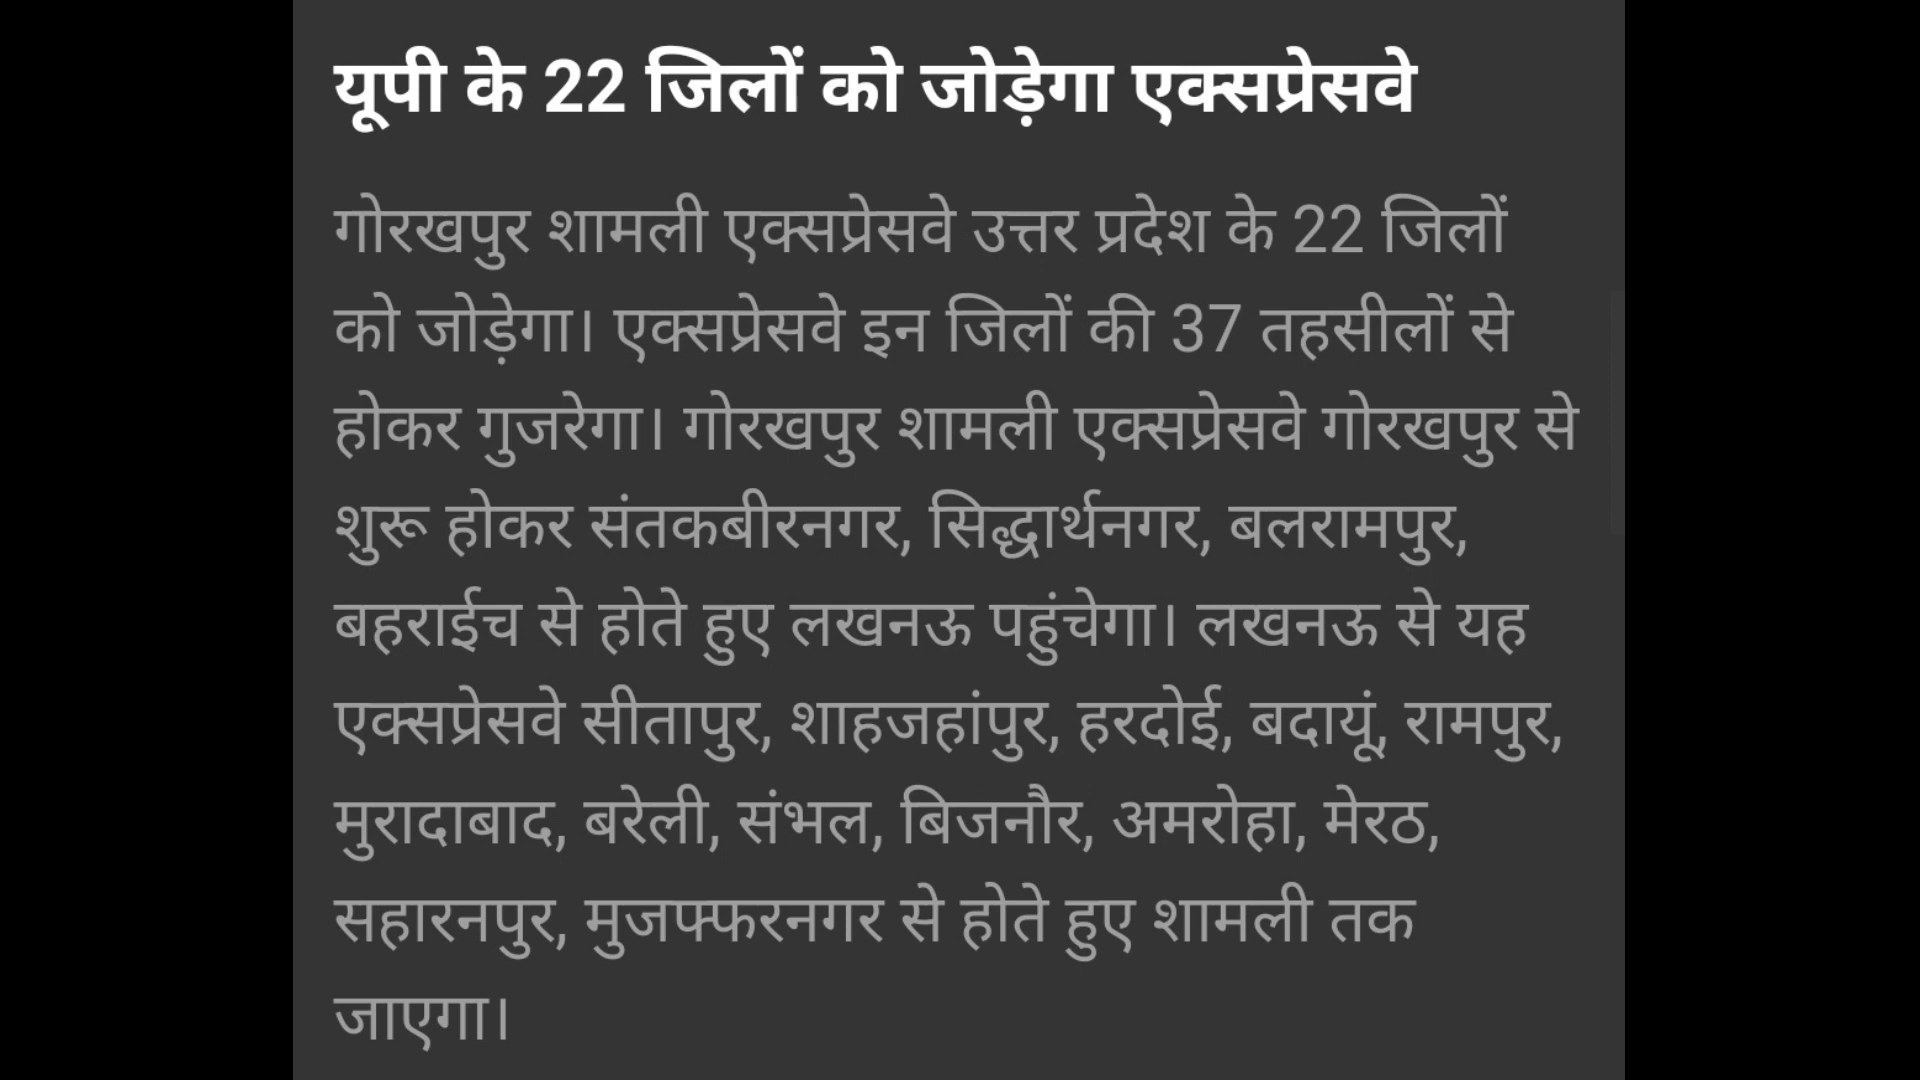 यूपी के 22 जिलों को जोड़ेगा एक्सप्रेसवे
गोरखपुर शामली एक्सप्रेसवे उत्तर प्रदेश के 22 जिलों
को जोड़ेगा। एक्सप्रेसवे इन जिलों की 37 तहसीलों से
होकर गुजरेगा। गोरखपुर शामली एक्सप्रेसवे गोरखपुर से
शुरू होकर संतकबीरनगर, सिद्धार्थनगर, बलरामपुर,
बहराईच से होते हुए लखनऊ पहुंचेगा। लखनऊ से यह
एक्सप्रेसवे सीतापुर, शाहजहांपुर, हरदोई, बदायूं, रामपुर,
मुरादाबाद, बरेली, संभल, बिजनौर, अमरोहा, मेरठ,
सहारनपुर, मुजफ्फरनगर से होते हुए शामली तक
जाएगा।